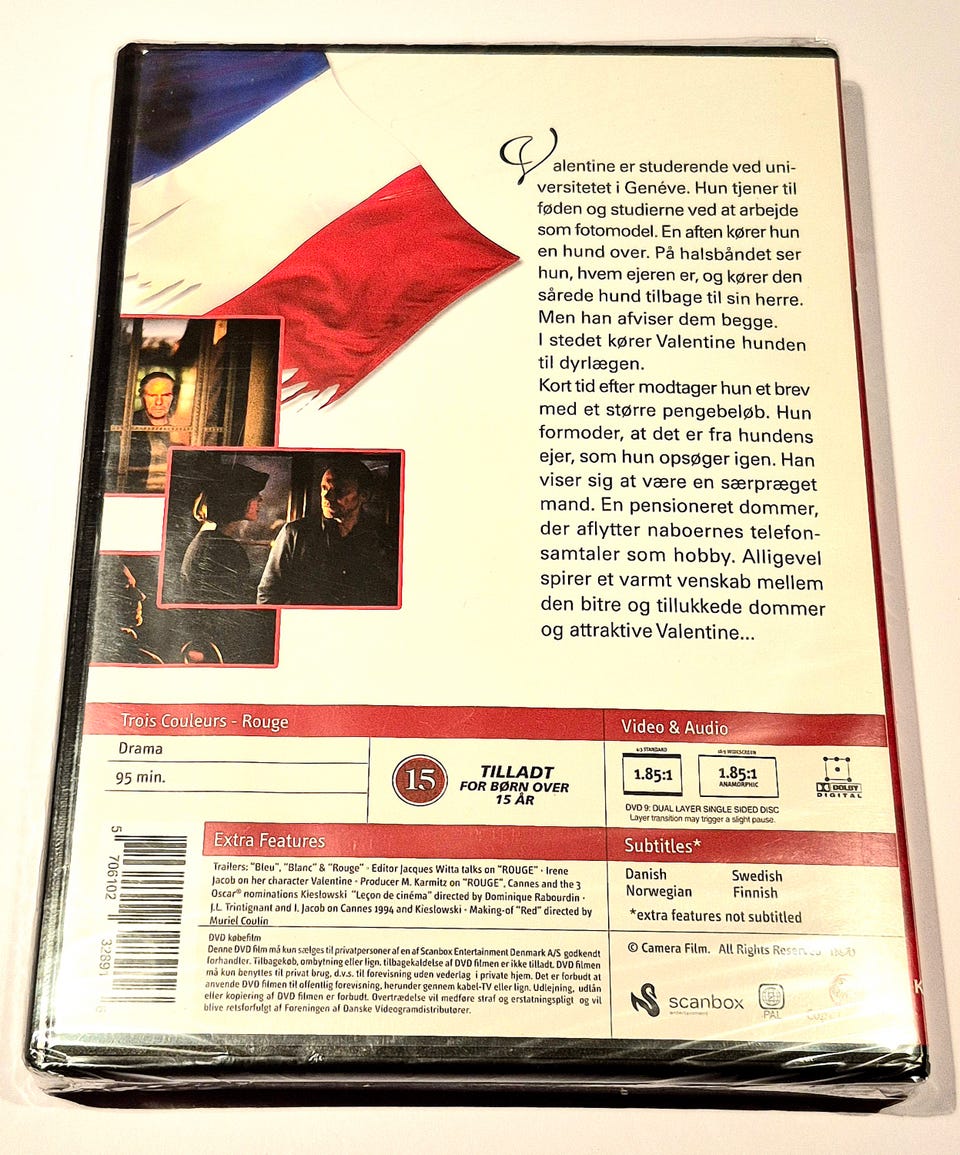 Valentine er studerende ved uni-
versitetet i Genéve. Hun tjener til
føden og studierne ved at arbejde
som fotomodel. En aften kører hun
en hund over. På halsbåndet ser
hun, hvem ejeren er, og kører den
sårede hund tilbage til sin herre.
Men han afviser dem begge.
I stedet kører Valentine hunden
til dyrlægen.
Kort tid efter modtager hun et brev
med et større pengebeløb. Hun
formoder, at det er fra hundens
ejer, som hun opsøger igen. Han
viser sig at være en særpræget
mand. En pensioneret dommer,
der aflytter naboernes telefon-
samtaler som hobby. Alligevel
spirer et varmt venskab mellem
den bitre og tillukkede dommer
og attraktive Valentine...
Trois Couleurs - Rouge
Drama
95 min.
15
TILLADT
FOR BØRN OVER
15 ÅR
Video & Audio
4:3 STANDARD
1.85:1
16:9 WIDESCREEN
1.85:1
ANAMORPHIC
DOLBY
DIGITAL
DVD 9: DUAL LAYER SINGLE SIDED DISC
Layer transition may trigger a slight pause.
Extra Features
Trailers: "Bleu", "Blanc" & "Rouge" - Editor Jacques Witta talks on "ROUGE" - Irene
Jacob on her character Valentine - Producer M. Karmitz on "ROUGE", Cannes and the 3
Oscar® nominations Kieslowski "Leçon de cinéma" directed by Dominique Rabourdin -
J.L. Trintignant and I. Jacob on Cannes 1994 and Kieslowski - Making-of "Red" directed by
Muriel Coulin
Subtitles*
Danish Swedish
Norwegian Finnish
*extra features not subtitled
DVD købefilm
Denne DVD film må kun sælges til privatpersoner af en af Scanbox Entertainment Denmark A/S godkendt
forhandler. Tilbagekøb, ombytning eller lign. tilbagekaldelse af DVD filmen er ikke tilladt. DVD filmen
må kun benyttes til privat brug, d.v.s. til forevisning uden vederlag i private hjem. Det er forbudt at
anvende DVD filmen til offentlig forevisning, herunder gennem kabel-TV eller lign. Udlejning, udlån
eller kopiering af DVD filmen er forbudt. Overtrædelse vil medføre straf og erstatningspligt og vil
blive retsforfulgt af Foreningen af Danske Videogramdistributører.
© Camera Film. All Rights Reserved
scanbox
entertainment
PAL
5 706102 32891
K